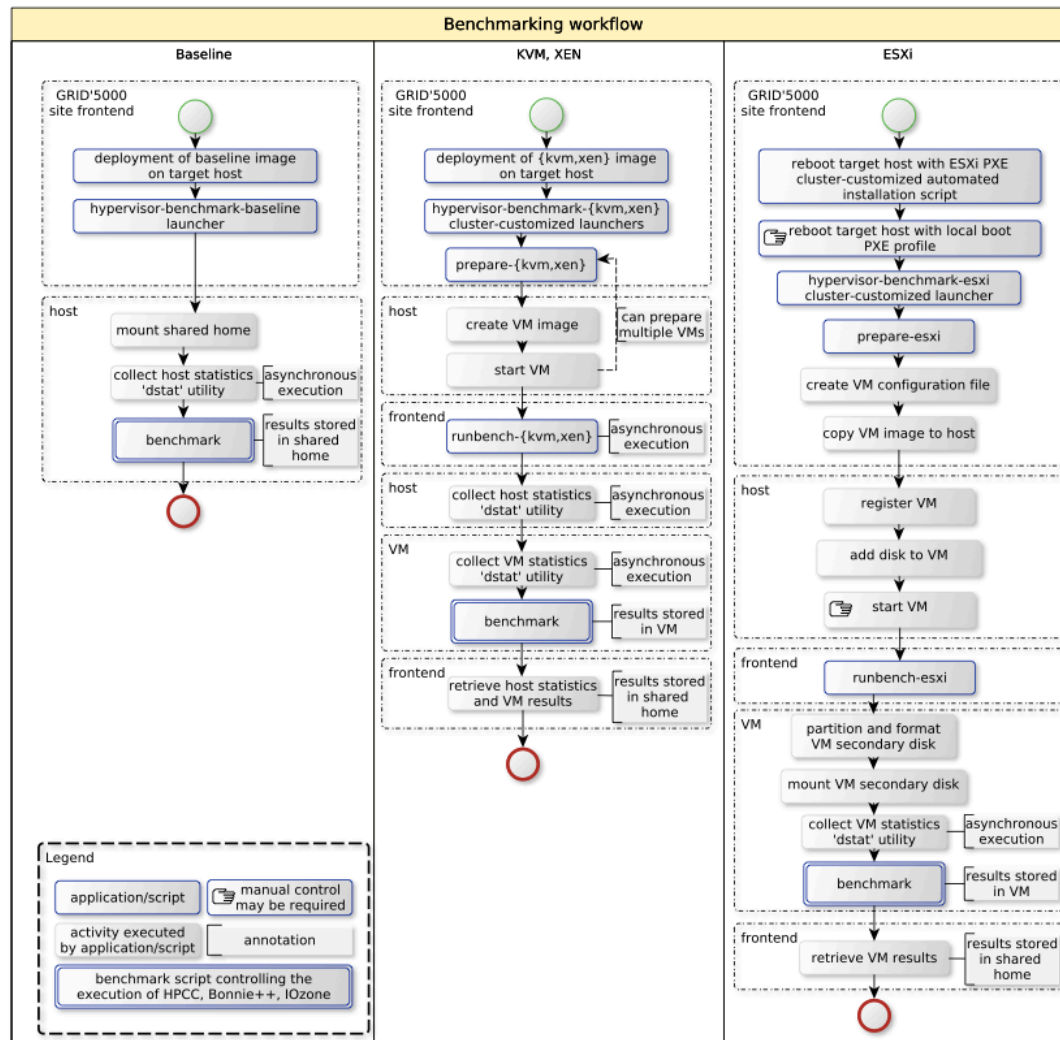 Benchmarking workflow
Baseline
GRID'5000
site frontend
deployment of baseline image
on target host
hypervisor-benchmark-baseline
launcher
host
mount shared home
collect host statistics
'dstat' utility
asynchronous
execution
benchmark
results stored
in shared
home
KVM, XEN
GRID'5000
site frontend
deployment of {kvm,xen} image
on target host
hypervisor-benchmark-{kvm,xen}
cluster-customized launchers
prepare-{kvm,xen}
host
create VM image
can prepare
multiple VMs
start VM
frontend
runbench-{kvm,xen}
asynchronous
execution
host
collect host statistics
'dstat' utility
asynchronous
execution
VM
collect VM statistics
'dstat' utility
asynchronous
execution
benchmark
results stored
in VM
frontend
retrieve host statistics
and VM results
results stored
in shared
home
ESXi
GRID'5000
site frontend
reboot target host with ESXi PXE
cluster-customized automated
installation script
reboot target host with local boot
PXE profile
hypervisor-benchmark-esxi
cluster-customized launcher
prepare-esxi
create VM configuration file
copy VM image to host
host
register VM
add disk to VM
start VM
frontend
runbench-esxi
VM
partition and format
VM secondary disk
mount VM secondary disk
collect VM statistics
'dstat' utility
asynchronous
execution
benchmark
results stored
in VM
frontend
retrieve VM results
results stored
in shared
home
Legend
application/script
manual control
may be required
activity executed
by application/script
annotation
benchmark script controlling the
execution of HPCC, Bonnie++, IOzone